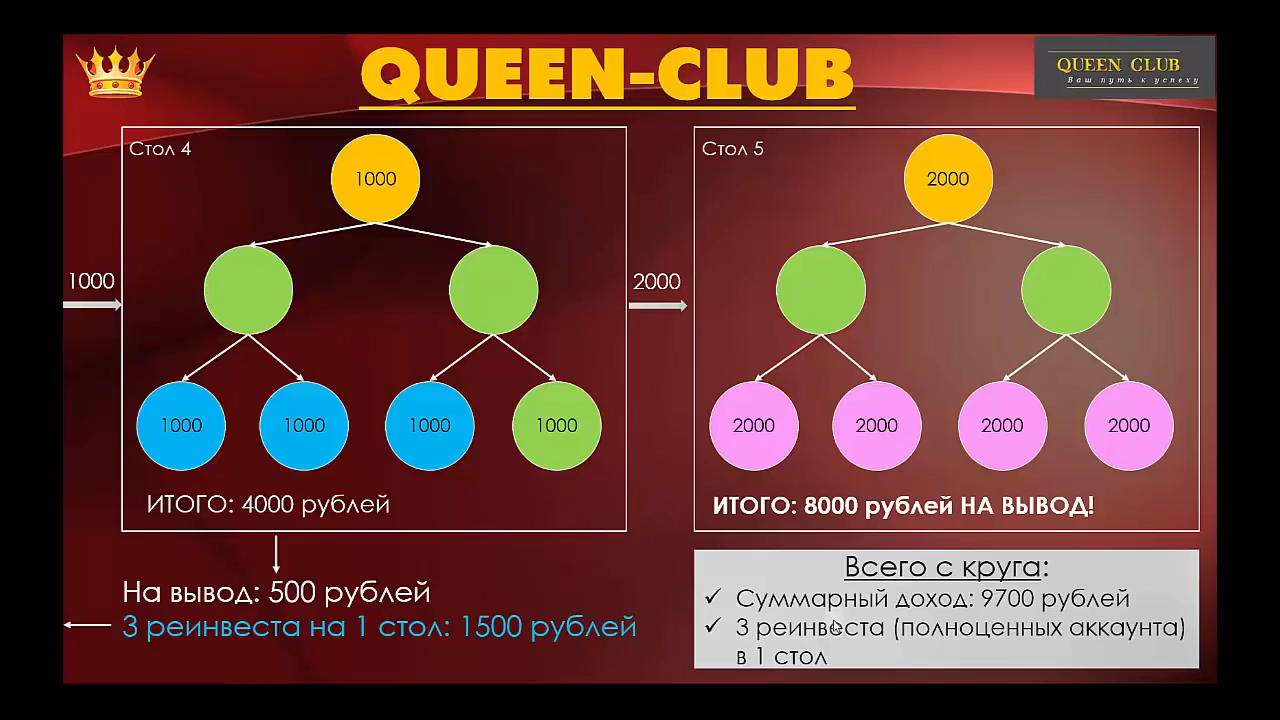 QUEEN-CLUB
QUEEN CLUB
Ваш путь к успеху
Стол 4
1000
1000
1000
1000
1000
1000
ИТОГО: 4000 рублей
2000
Стол 5
2000
2000
2000
2000
2000
ИТОГО: 8000 рублей НА ВЫВОД!
На вывод: 500 рублей
3 реинвеста на 1 стол: 1500 рублей
Всего с круга:
✓ Суммарный доход: 9700 рублей
✓ 3 реинвеста (полноценных аккаунта)
в 1 стол